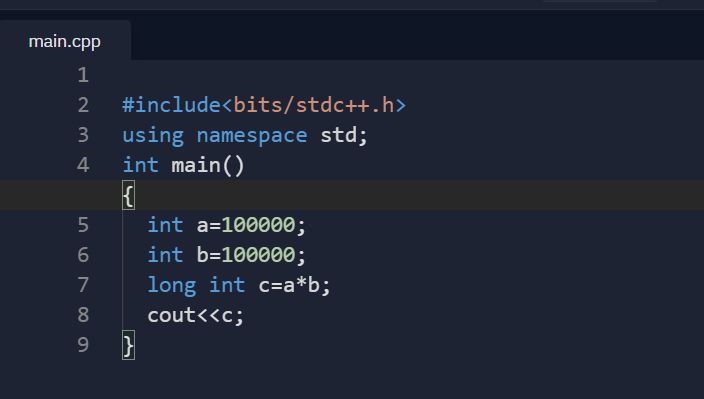 main.cpp
1
2 #include<bits/stdc++.h>
3 using namespace std;
4 int main()
{
5 int a=100000;
6 int b=100000;
7 long int c=a*b;
8 cout<<c;
9 }